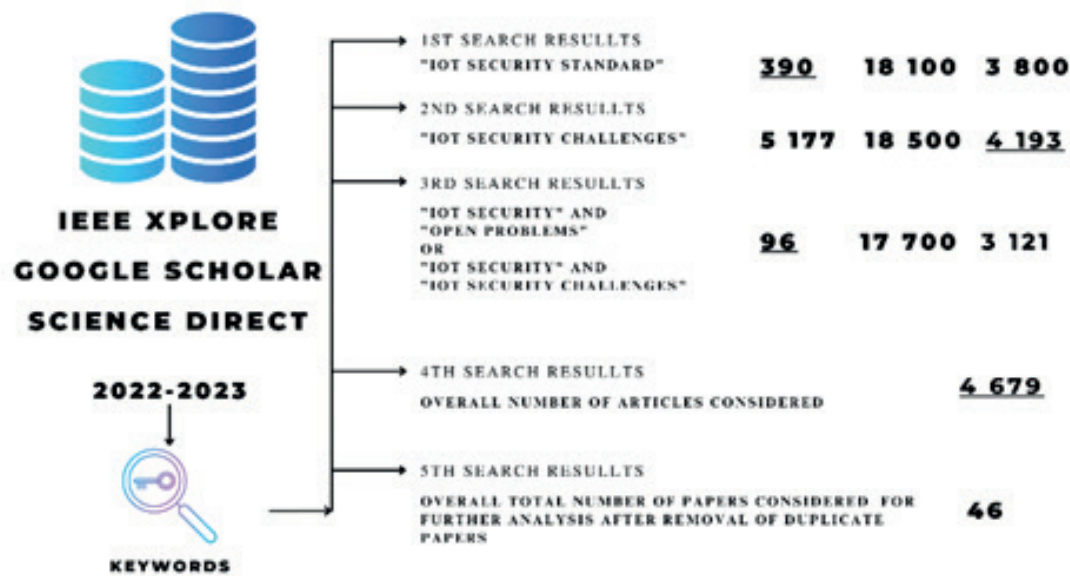 IEEE XPLORE
GOOGLE SCHOLAR
SCIENCE DIRECT
2022-2023
KEYWORDS
1ST SEARCH RESULLTS
"IOT SECURITY STANDARD" 390 18 100 3 800
2ND SEARCH RESULLTS
"IOT SECURITY CHALLENGES" 5 177 18 500 4 193
3RD SEARCH RESULLTS
"IOT SECURITY" AND
"OPEN PROBLEMS"
OR 96 17 700 3 121
"IOT SECURITY" AND
"IOT SECURITY CHALLENGES"
4TH SEARCH RESULLTS
OVERALL NUMBER OF ARTICLES CONSIDERED 4 679
5TH SEARCH RESULLTS
OVERALL TOTAL NUMBER OF PAPERS CONSIDERED FOR
FURTHER ANALYSIS AFTER REMOVAL OF DUPLICATE 46
PAPERS